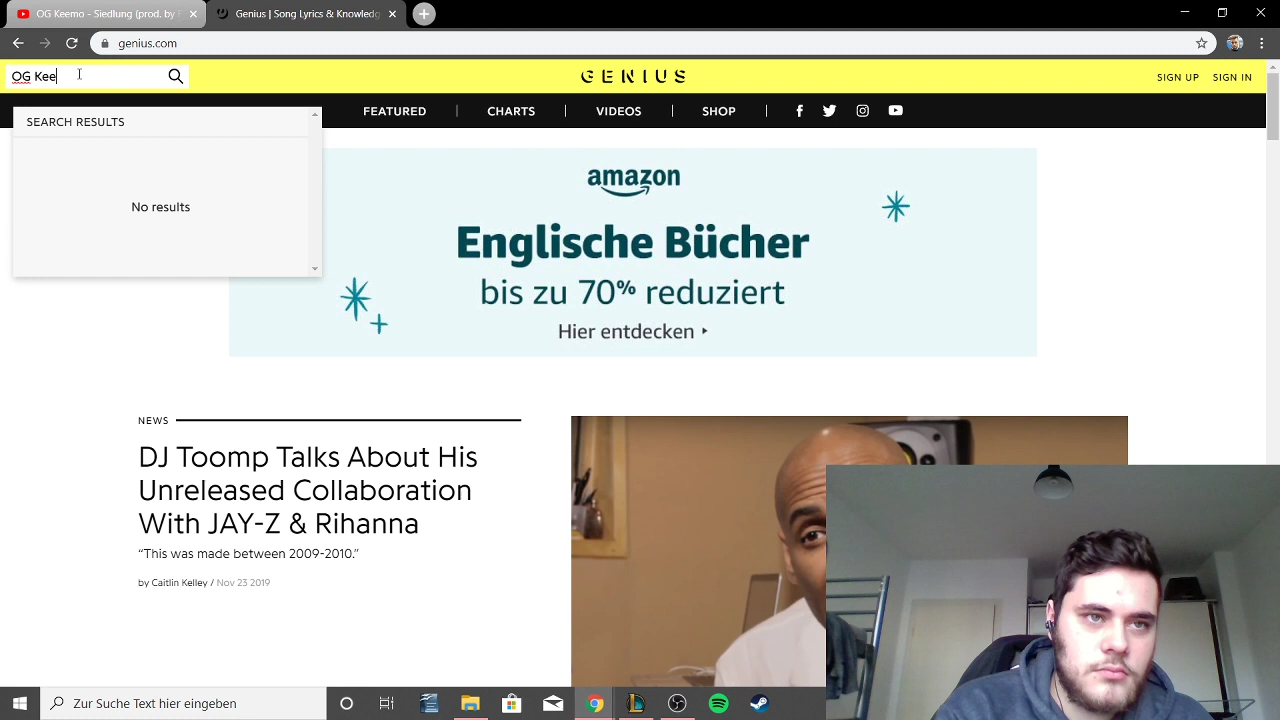 OG Keemo - Siedlung (prod. by F
Genius | Song Lyrics & Knowledg
genius.com
OG Kee
GENIUS
SIGN UP
SIGN IN
FEATURED
CHARTS
VIDEOS
SHOP
SEARCH RESULTS
No results
amazon
Englische Bücher
bis zu 70% reduziert
Hier entdecken
NEWS
DJ Toomp Talks About His
Unreleased Collaboration
With JAY-Z & Rihanna
“This was made between 2009-2010.”
by Caitlin Kelley / Nov 23 2019
Zur Suche Text hier eingeben